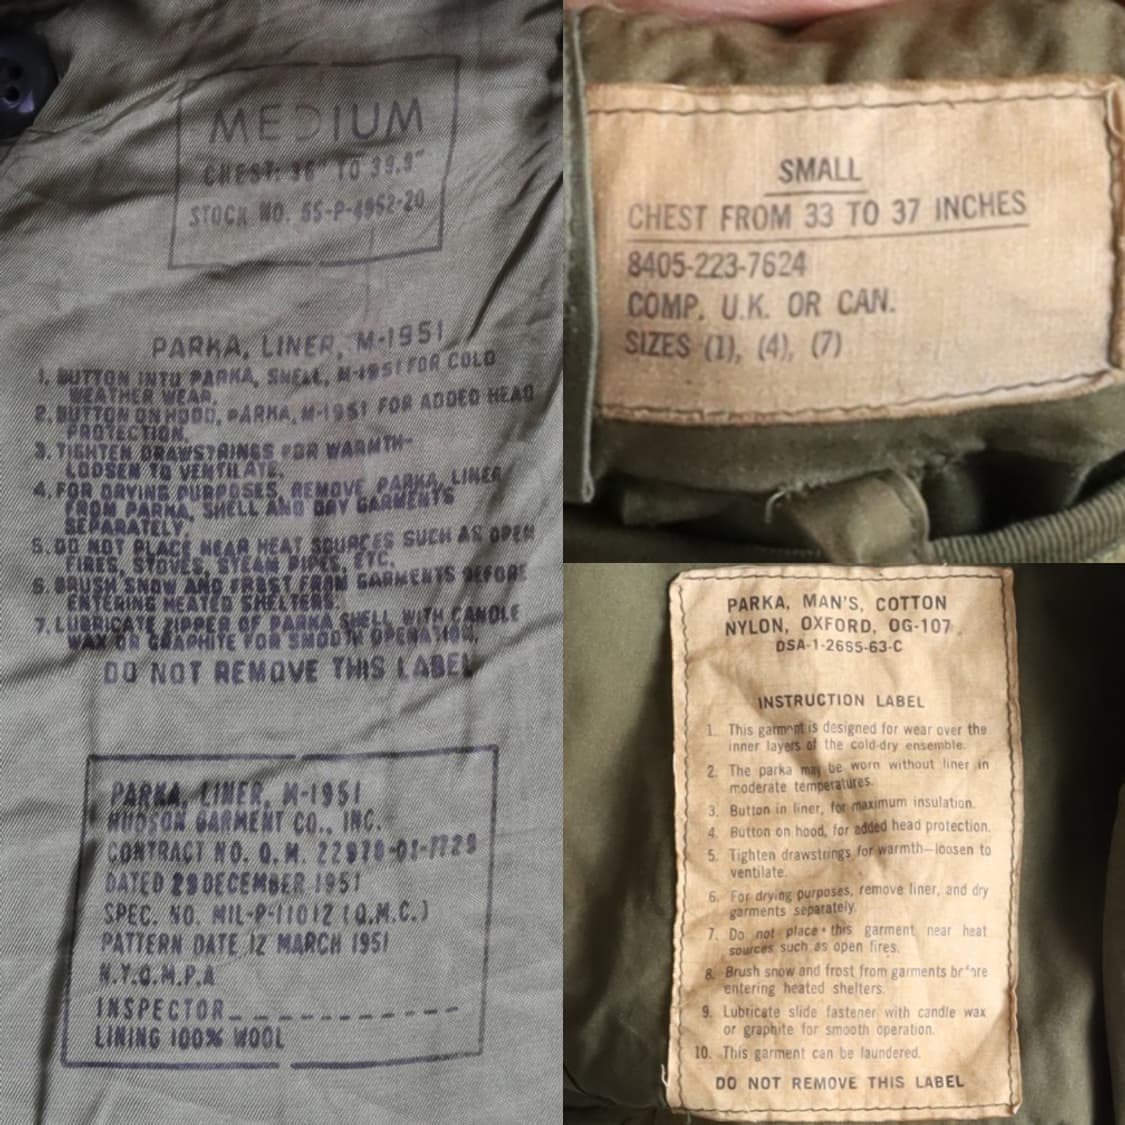 MEDIUM
CHEST: 36" TO 39.9"
STOCK NO. 55-P-4962-20
PARKA, LINER, M-1951
1. BUTTON INTO PARKA, SHELL, M-1951 FOR COLD
WEATHER WEAR.
2. BUTTON ON HOOD, PARKA, M-1951 FOR ADDED HEAD
PROTECTION.
3. TIGHTEN DRAWSTRINGS FOR WARMTH-
LOOSEN TO VENTILATE.
4. FOR DRYING PURPOSES, REMOVE PARKA, LINER
FROM PARKA, SHELL AND DRY GARMENTS
SEPARATELY.
5. DO NOT PLACE NEAR HEAT SOURCES SUCH AS OPEN
FIRES, STOVES, STEAM PIPES, ETC.
6. BRUSH SNOW AND FROST FROM GARMENTS BEFORE
ENTERING HEATED SHELTERS.
7. LUBRICATE ZIPPER OF PARKA SHELL WITH CANDLE
WAX OR GRAPHITE FOR SMOOTH OPERATION.
DO NOT REMOVE THIS LABEL
PARKA, LINER, M-1951
HUDSON GARMENT CO., INC.
CONTRACT NO. Q.M.
DATED 29 DECEMBER 1951
SPEC. NO. MIL-P-11012 (Q.M.C.)
PATTERN DATE 12 MARCH 1951
N.Y.Q.M.P.A
INSPECTOR_ _ _ _ _ _ _ _ _ _ _
LINING 100% WOOL
SMALL
CHEST FROM 33 TO 37 INCHES
8405-223-7624
COMP. U.K. OR CAN.
SIZES (1), (4), (7)
PARKA, MAN'S, COTTON
NYLON, OXFORD, OG-107
DSA-1-2655-63-C
INSTRUCTION LABEL
1. This garment is designed for wear over the
inner layers of the cold-dry ensemble.
2. The parka may be worn without liner in
moderate temperatures.
3. Button in liner, for maximum insulation.
4. Button on hood, for added head protection.
5. Tighten drawstrings for warmth—loosen to
ventilate.
6. For drying purposes, remove liner, and dry
garments separately.
7. Do not place this garment near heat
sources such as open fires.
8. Brush snow and frost from garments before
entering heated shelters.
9. Lubricate slide fastener with candle wax
or graphite for smooth operation.
10. This garment can be laundered.
DO NOT REMOVE THIS LABEL